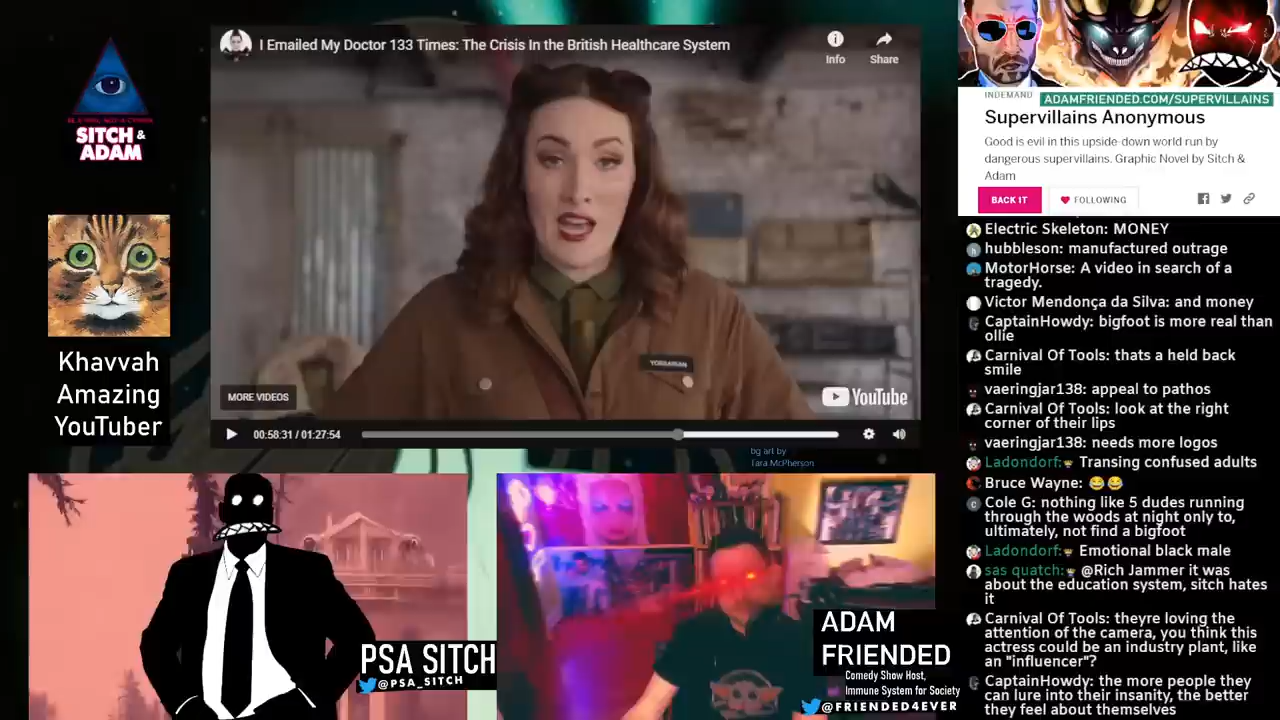 I Emailed My Doctor 133 Times: The Crisis In the British Healthcare System
Info
Share
SITCH &
ADAM
Khavvah
Amazing
YouTuber
YORKARIAN
MORE VIDEOS
YouTube
00:58:31 / 01:27:54
bg art by
Tara McPherson
PSA SITCH
@PSA_SITCH
ADAM
FRIENDED
Comedy Show Host,
Immune System for Society
@FRIENDED4EVER
INDEMAND
ADAMFRIENDED.COM/SUPERVILLAINS
Supervillains Anonymous
Good is evil in this upside-down world run by
dangerous supervillains. Graphic Novel by Sitch &
Adam
BACK IT
FOLLOWING
Electric Skeleton: MONEY
hubbleson: manufactured outrage
MotorHorse: A video in search of a
tragedy.
Victor Mendonça da Silva: and money
CaptainHowdy: bigfoot is more real than
ollie
Carnival Of Tools: thats a held back
smile
vaeringjar138: appeal to pathos
Carnival Of Tools: look at the right
corner of their lips
vaeringjar138: needs more logos
Ladondorf: Transing confused adults
Bruce Wayne: 😂😂
Cole G: nothing like 5 dudes running
through the woods at night only to,
ultimately, not find a bigfoot
Ladondorf: Emotional black male
sas quatch: @Rich Jammer it was
about the education system, sitch hates
it
Carnival Of Tools: theyre loving the
attention of the camera, you think this
actress could be an industry plant, like
an "influencer"?
CaptainHowdy: the more people they
can lure into their insanity, the better
they feel about themselves